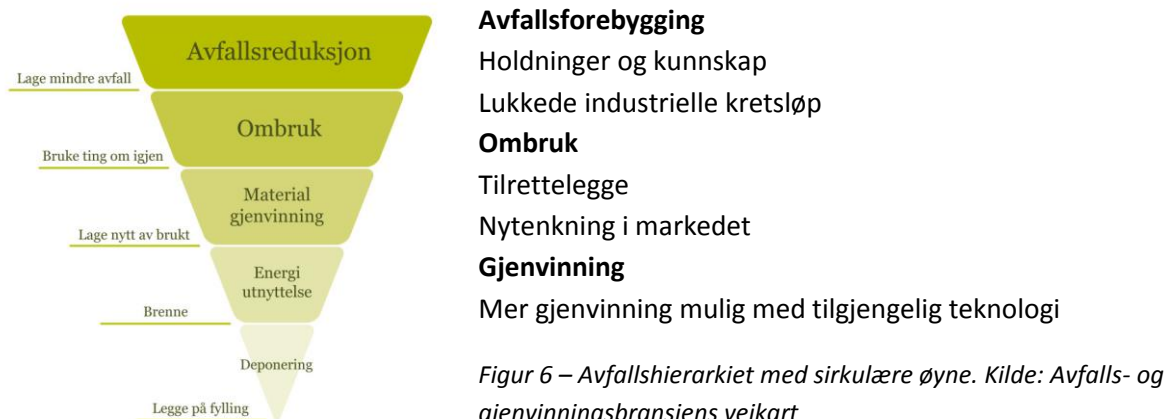 Avfallsreduksjon
Lage mindre avfall
Ombruk
Bruke ting om igjen
Material
gjenvinning
Lage nytt av brukt
Energi
utnyttelse
Brenne
Deponering
Legge på fylling
Avfallsforebygging
Holdninger og kunnskap
Lukkede industrielle kretsløp
Ombruk
Tilrettelegge
Nytenkning i markedet
Gjenvinning
Mer gjenvinning mulig med tilgjengelig teknologi
Figur 6 – Avfallshierarkiet med sirkulære øyne. Kilde: Avfalls- og
gjenvinningsbransjens veikart